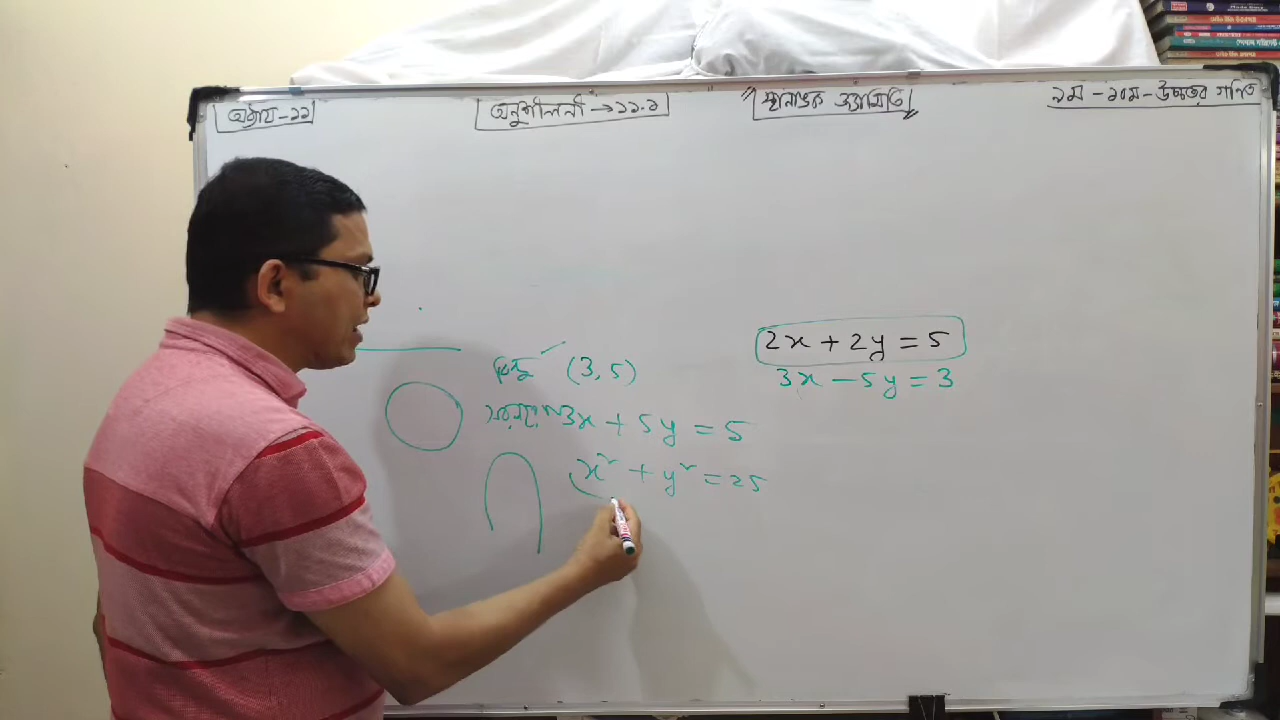 অধ্যায়-১১
অনুশীলনী → ১১.১
"স্থানাঙ্ক জ্যামিতি"
৯ম - ১০ম - উচ্চতর গণিত
2x + 2y = 5
3x - 5y = 3
বিন্দু (3, 5)
সরলরেখা 3x + 5y = 5
x² + y² = 25